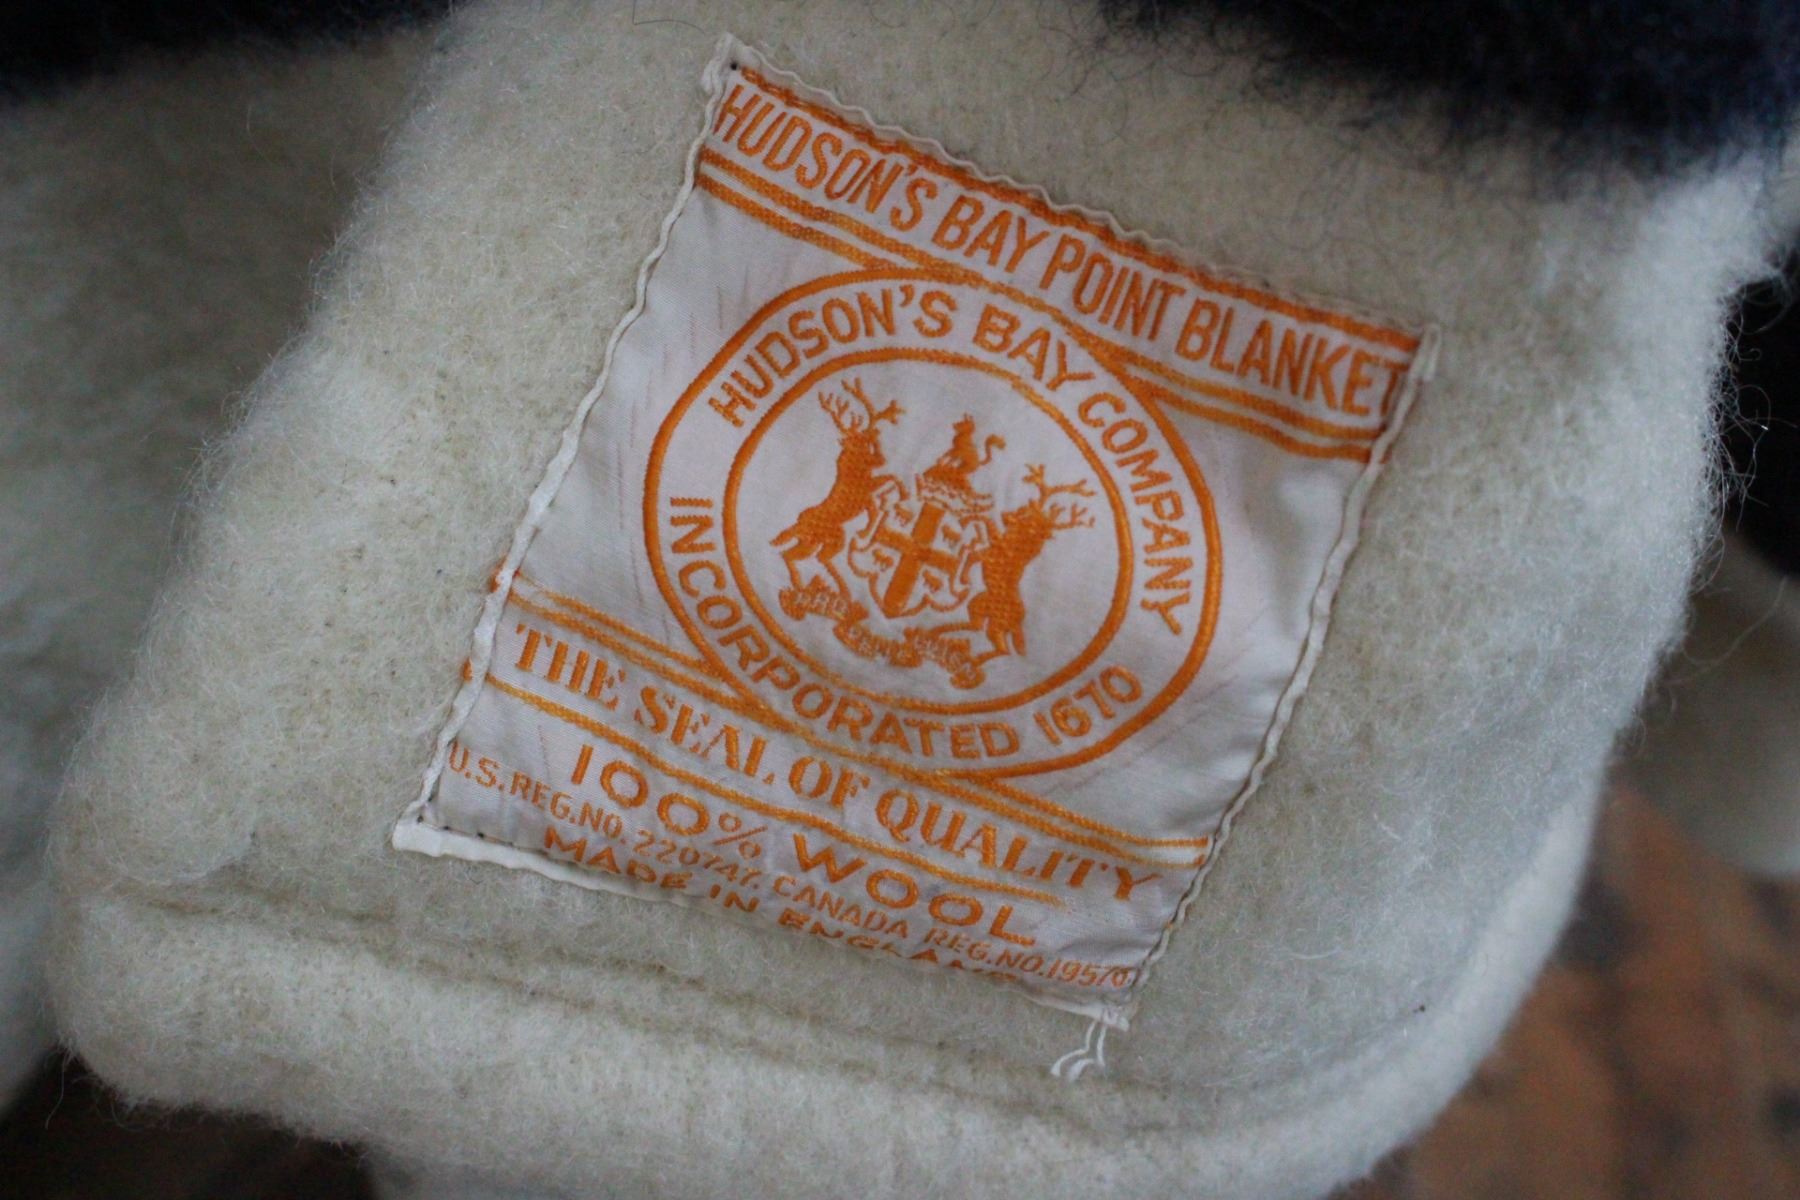 HUDSON'S BAY POINT BLANKET
HUDSON'S BAY COMPANY
INCORPORATED 1670
THE SEAL OF QUALITY
100% WOOL
U.S. REG.NO. 220747. CANADA REG.NO.
MADE IN ENGLAND